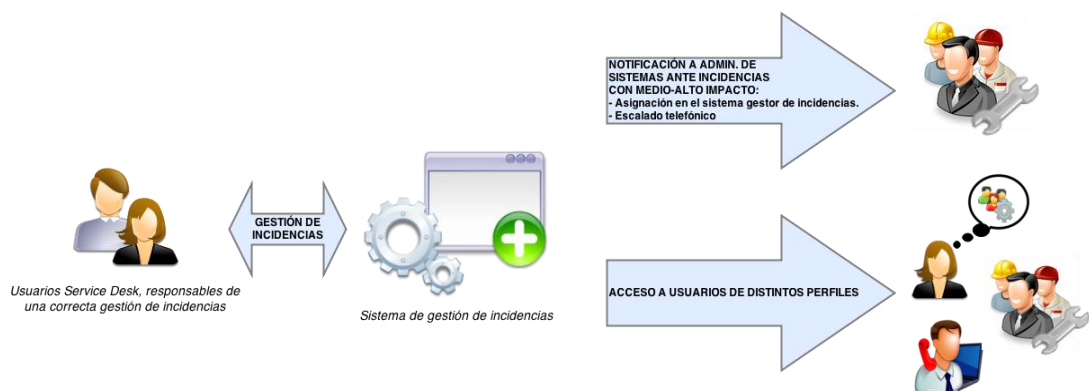 NOTIFICACIÓN A ADMIN. DE
SISTEMAS ANTE INCIDENCIAS
CON MEDIO-ALTO IMPACTO:
- Asignación en el sistema gestor de incidencias.
- Escalado telefónico
GESTIÓN DE
INCIDENCIAS
Usuarios Service Desk, responsables de
una correcta gestión de incidencias
Sistema de gestión de incidencias
ACCESO A USUARIOS DE DISTINTOS PERFILES